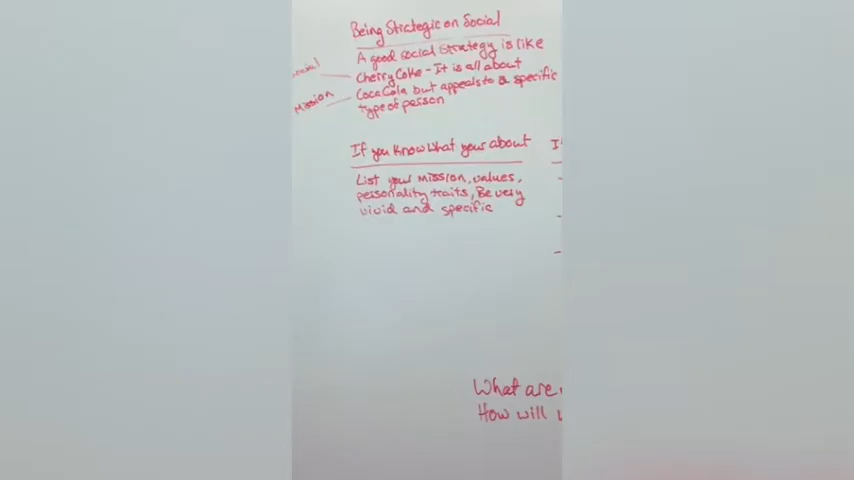 Being Strategic on Social
A good social strategy is like
Cherry Coke - It is all about
CocaCola but appeals to a specific
type of person
Mission
If you know what your about
List your mission, values,
personality traits, Be very
vivid and specific
What are
How will